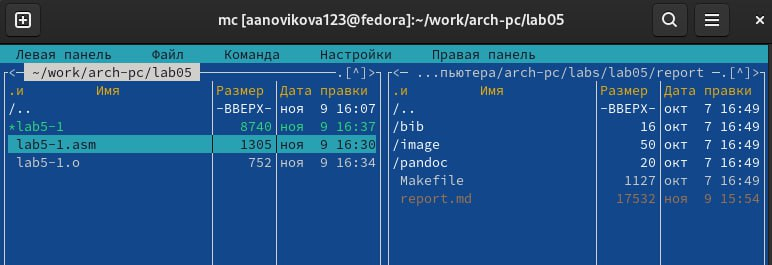 mc [aanovikova123@fedora]:~/work/arch-pc/lab05
Левая панель Файл Команда Настройки Правая панель
<─ ~/work/arch-pc/lab05 ─.[^]> <─ ...пьютера/arch-pc/labs/lab05/report ─.[^]>
.и Имя Размер Дата правки .и Имя Размер Дата правки
/.. -ВВЕРХ- ноя 9 16:07 /.. -ВВЕРХ- окт 7 16:49
*lab5-1 8740 ноя 9 16:37 /bib 16 окт 7 16:49
lab5-1.asm 1305 ноя 9 16:30 /image 50 окт 7 16:49
lab5-1.o 752 ноя 9 16:34 /pandoc 20 окт 7 16:49
Makefile 1127 окт 7 16:49
report.md 17532 ноя 9 15:54